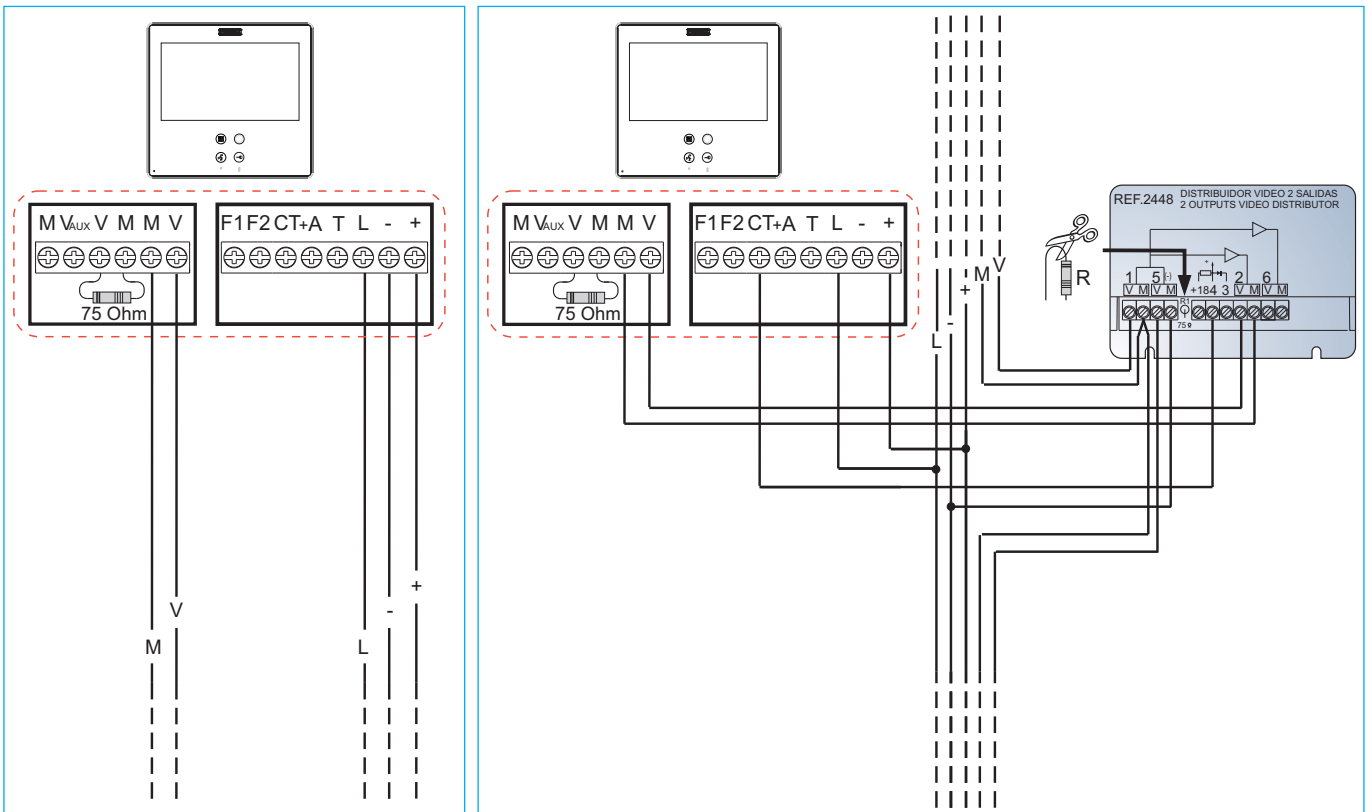 M VAUX V M M V
F1 F2 CT +A T L - +
75 Ohm
V
M
L
-
+
M VAUX V M M V
F1 F2 CT +A T L - +
75 Ohm
L
-
+
M
V
R
REF.2448
DISTRIBUIDOR VIDEO 2 SALIDAS
2 OUTPUTS VIDEO DISTRIBUTOR
+
1 5 (-) +18 4 3 2 6
V M V M V M V M
R1
75